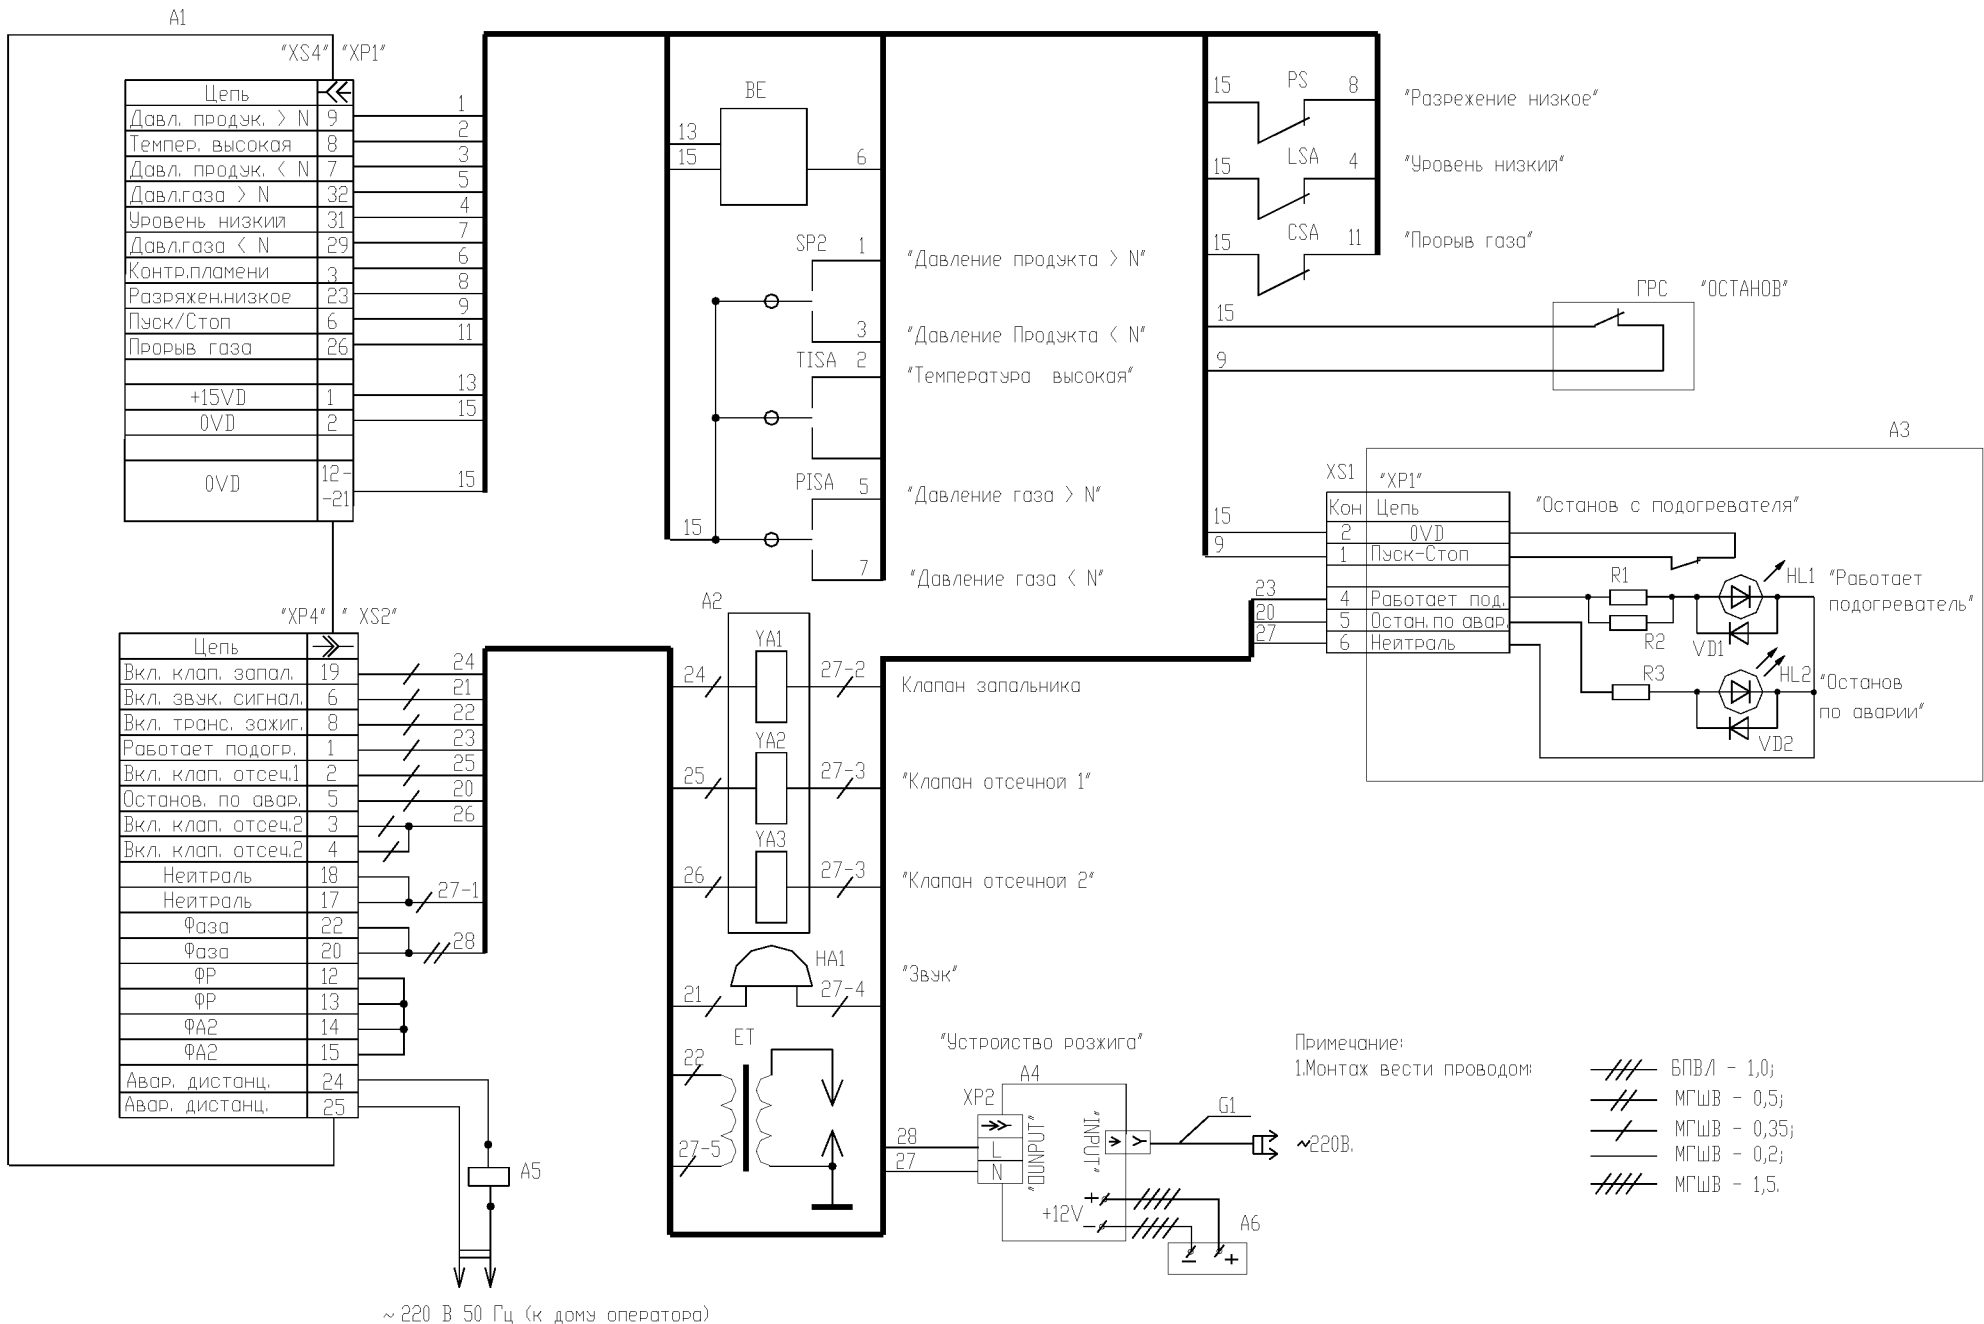 A1
"XS4" "XP1"
Цепь
Давл. продук. > N 9
Темпер. высокая 8
Давл. продук. < N 7
Давл.газа > N 32
Уровень низкий 31
Давл.газа < N 29
Контр.пламени 3
Разряжен.низкое 23
Пуск/Стоп 6
Прорыв газа 26
+15VD 1
0VD 2
0VD 12-
-21
1
2
3
5
4
7
6
8
9
11
13
15
15
BE
13
15
6
SP2 1
"Давление продукта > N"
3 "Давление Продукта < N"
TISA 2
"Температура высокая"
PISA 5
"Давление газа > N"
15
7
"Давление газа < N"
15 PS 8
"Разрежение низкое"
15 LSA 4
"Уровень низкий"
15 CSA 11
"Прорыв газа"
ГРС "ОСТАНОВ"
15
9
A3
XS1 "XP1"
Кон Цепь
2 0VD
1 Пуск-Стоп
4 Работает под.
5 Остан.по авар.
6 Нейтраль
15
9
23
20
27
"Останов с подогревателя"
R1
R2
VD1
HL1
"Работает
подогреватель"
R3
HL2
VD2
"Останов
по аварии"
"XP4" " XS2"
Цепь
Вкл. клап. запал. 19
Вкл. звук. сигнал. 6
Вкл. транс. зажиг. 8
Работает подогр. 1
Вкл. клап. отсеч.1 2
Останов. по авар. 5
Вкл. клап. отсеч.2 3
Вкл. клап. отсеч.2 4
Нейтраль 18
Нейтраль 17
Фаза 22
Фаза 20
ФР 12
ФР 13
ФА2 14
ФА2 15
Авар. дистанц. 24
Авар. дистанц. 25
24
21
22
23
25
20
26
27-1
28
A5
~ 220 В 50 Гц (к дому оператора)
A2
YA1
24 27-2
Клапан запальника
YA2
25 27-3
"Клапан отсечной 1"
YA3
26 27-3
"Клапан отсечной 2"
HA1
"Звук"
21 27-4
ET
22
27-5
"Устройство розжига"
A4
XP2
28
27
L
N
"OUNPUT"
"INPUT"
+
+12V
−
G1
~220В.
A6
− +
Примечание:
1.Монтаж вести проводом:
БПВЛ - 1,0;
МГШВ - 0,5;
МГШВ - 0,35;
МГШВ - 0,2;
МГШВ - 1,5.